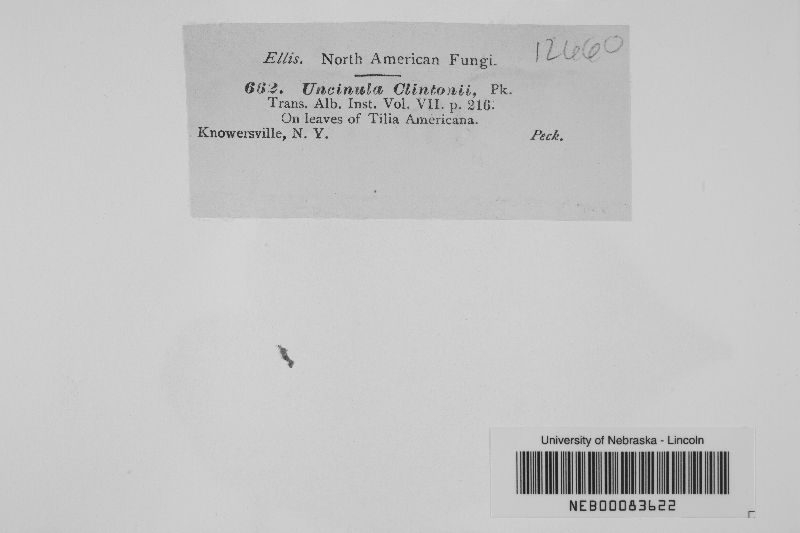 12660
Ellis. North American Fungi.
662. Uncinula Clintonii, Pk.
Trans. Alb. Inst. Vol. VII. p. 216.
On leaves of Tilia Americana.
Knowersville, N. Y. Peck.
University of Nebraska - Lincoln
NEB00083622